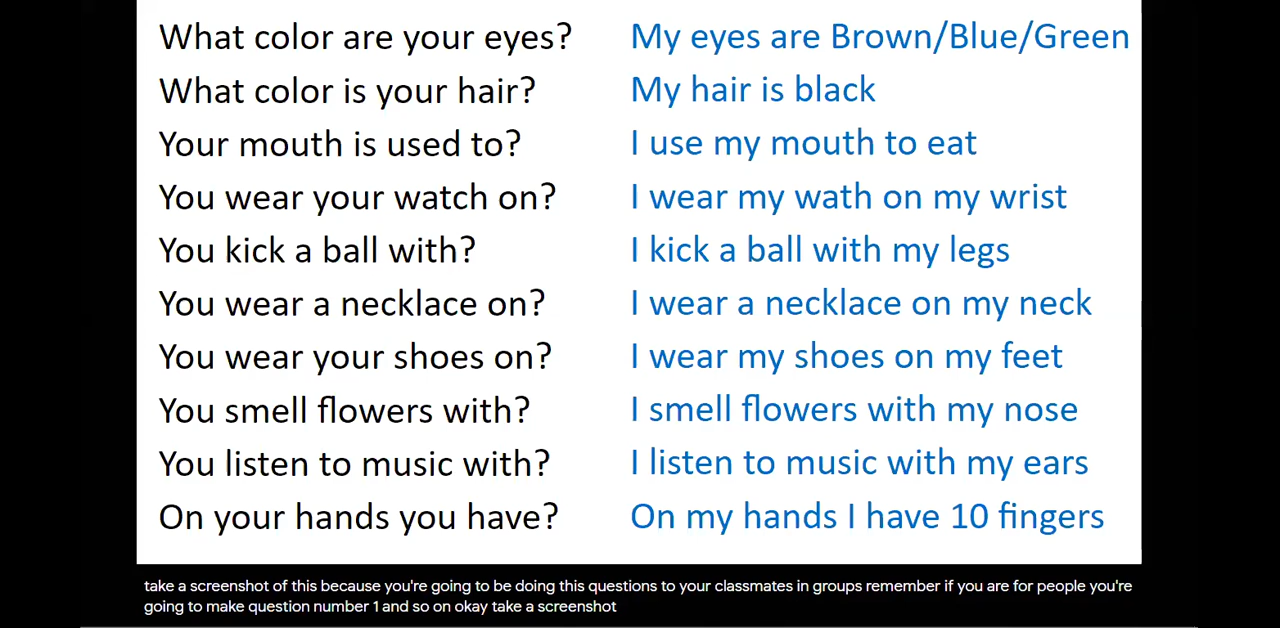 What color are your eyes? My eyes are Brown/Blue/Green
What color is your hair? My hair is black
Your mouth is used to? I use my mouth to eat
You wear your watch on? I wear my wath on my wrist
You kick a ball with? I kick a ball with my legs
You wear a necklace on? I wear a necklace on my neck
You wear your shoes on? I wear my shoes on my feet
You smell flowers with? I smell flowers with my nose
You listen to music with? I listen to music with my ears
On your hands you have? On my hands I have 10 fingers
take a screenshot of this because you're going to be doing this questions to your classmates in groups remember if you are for people you're
going to make question number 1 and so on okay take a screenshot